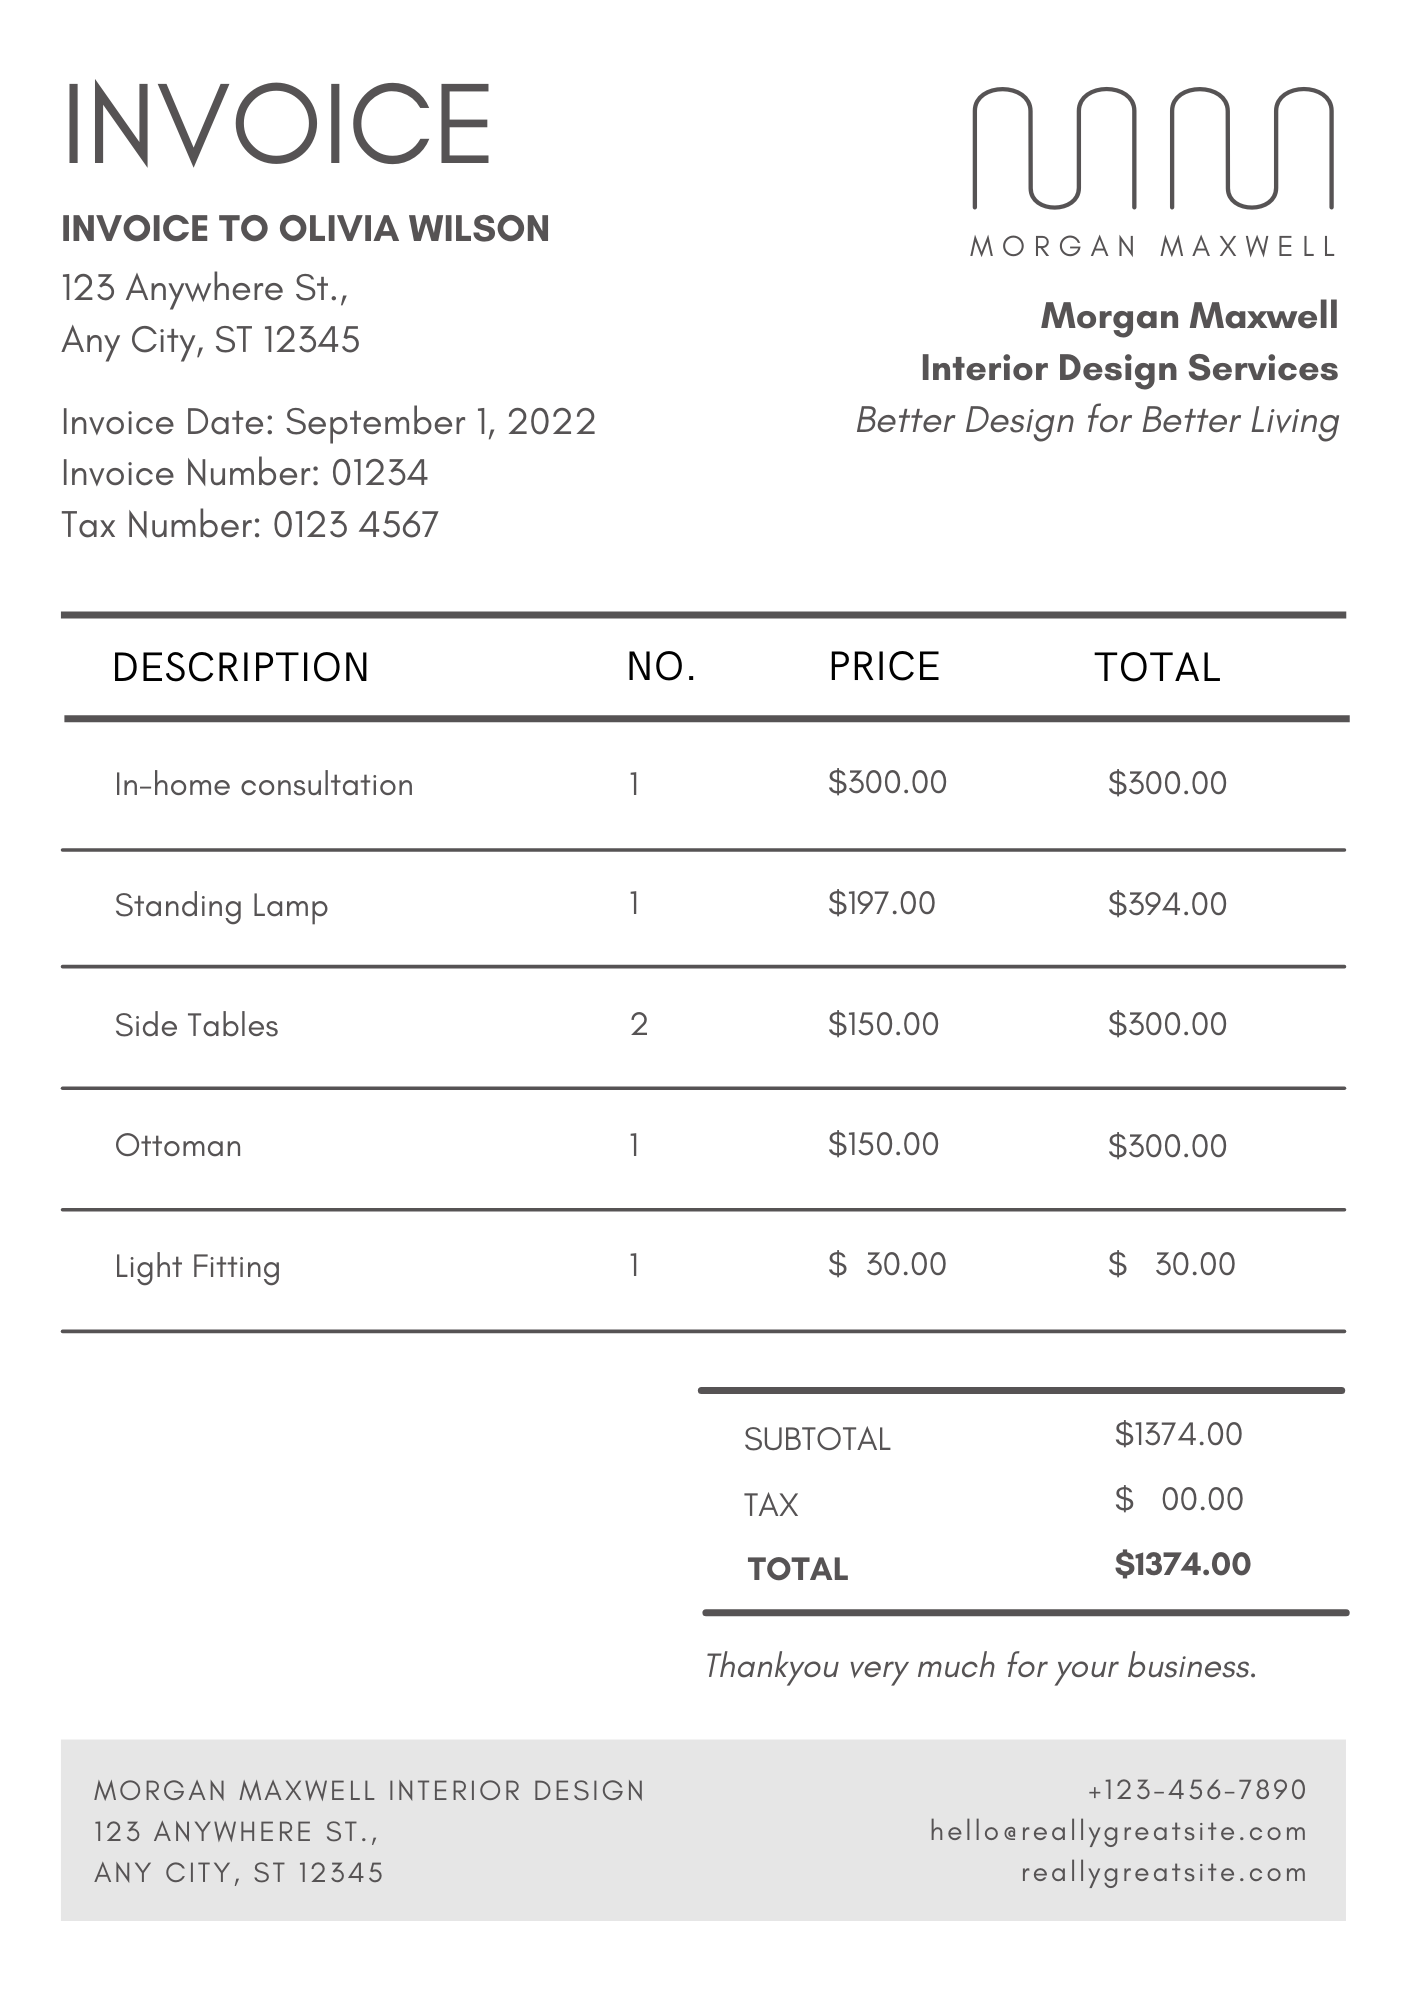 INVOICE
INVOICE TO OLIVIA WILSON
123 Anywhere St.,
Any City, ST 12345
Invoice Date: September 1, 2022
Invoice Number: 01234
Tax Number: 0123 4567
MORGAN MAXWELL
Morgan Maxwell
Interior Design Services
Better Design for Better Living
DESCRIPTION NO. PRICE TOTAL
In-home consultation 1 $300.00 $300.00
Standing Lamp 1 $197.00 $394.00
Side Tables 2 $150.00 $300.00
Ottoman 1 $150.00 $300.00
Light Fitting 1 $ 30.00 $ 30.00
SUBTOTAL $1374.00
TAX $ 00.00
TOTAL $1374.00
Thankyou very much for your business.
MORGAN MAXWELL INTERIOR DESIGN
123 ANYWHERE ST.,
ANY CITY, ST 12345
+123-456-7890
hello@reallygreatsite.com
reallygreatsite.com